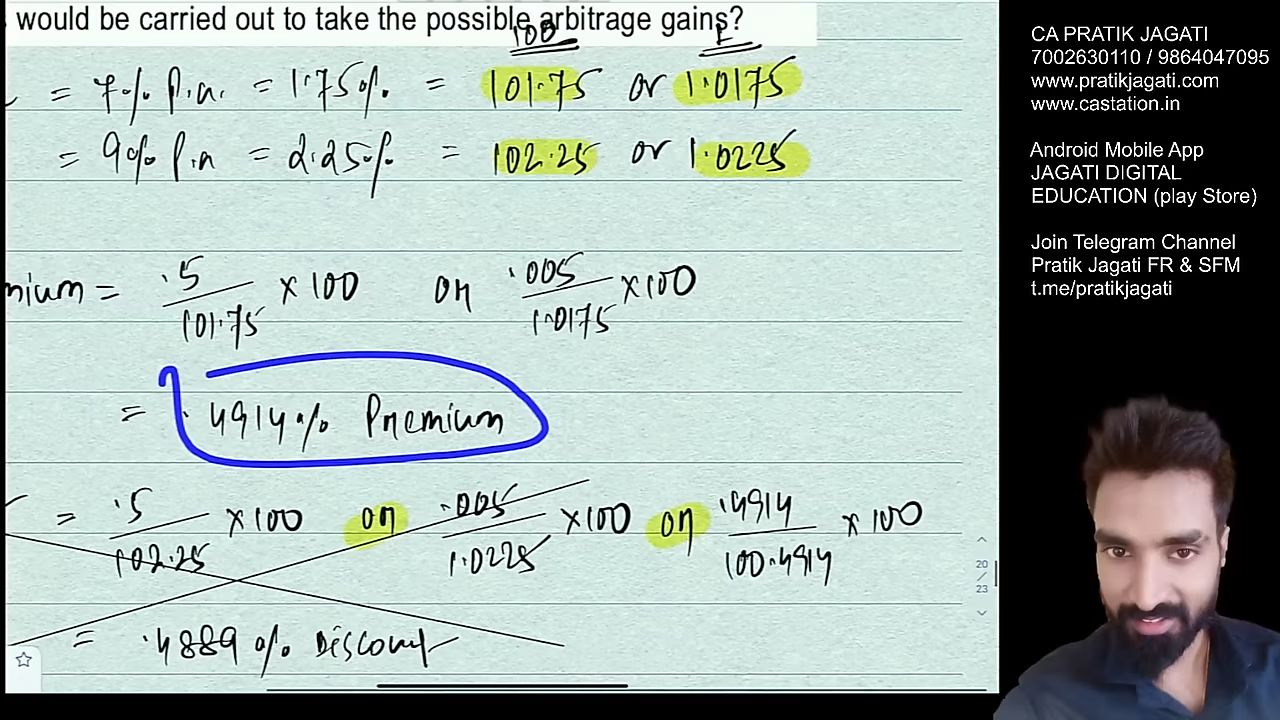 would be carried out to take the possible arbitrage gains?
100 1
= 7% P.a. = 1.75% = 101.75 or 1.0175
= 9% P.a = 2.25% = 102.25 or 1.0225
mium = .5/101.75 x 100 or .005/1.0175 x 100
= .4914% Premium
= .5/102.25 x 100 or .005/1.0225 x 100 or .4914/100.4914 x 100
= .4889% Discount
20
/
23
CA PRATIK JAGATI
7002630110 / 9864047095
www.pratikjagati.com
www.castation.in
Android Mobile App
JAGATI DIGITAL
EDUCATION (play Store)
Join Telegram Channel
Pratik Jagati FR & SFM
t.me/pratikjagati